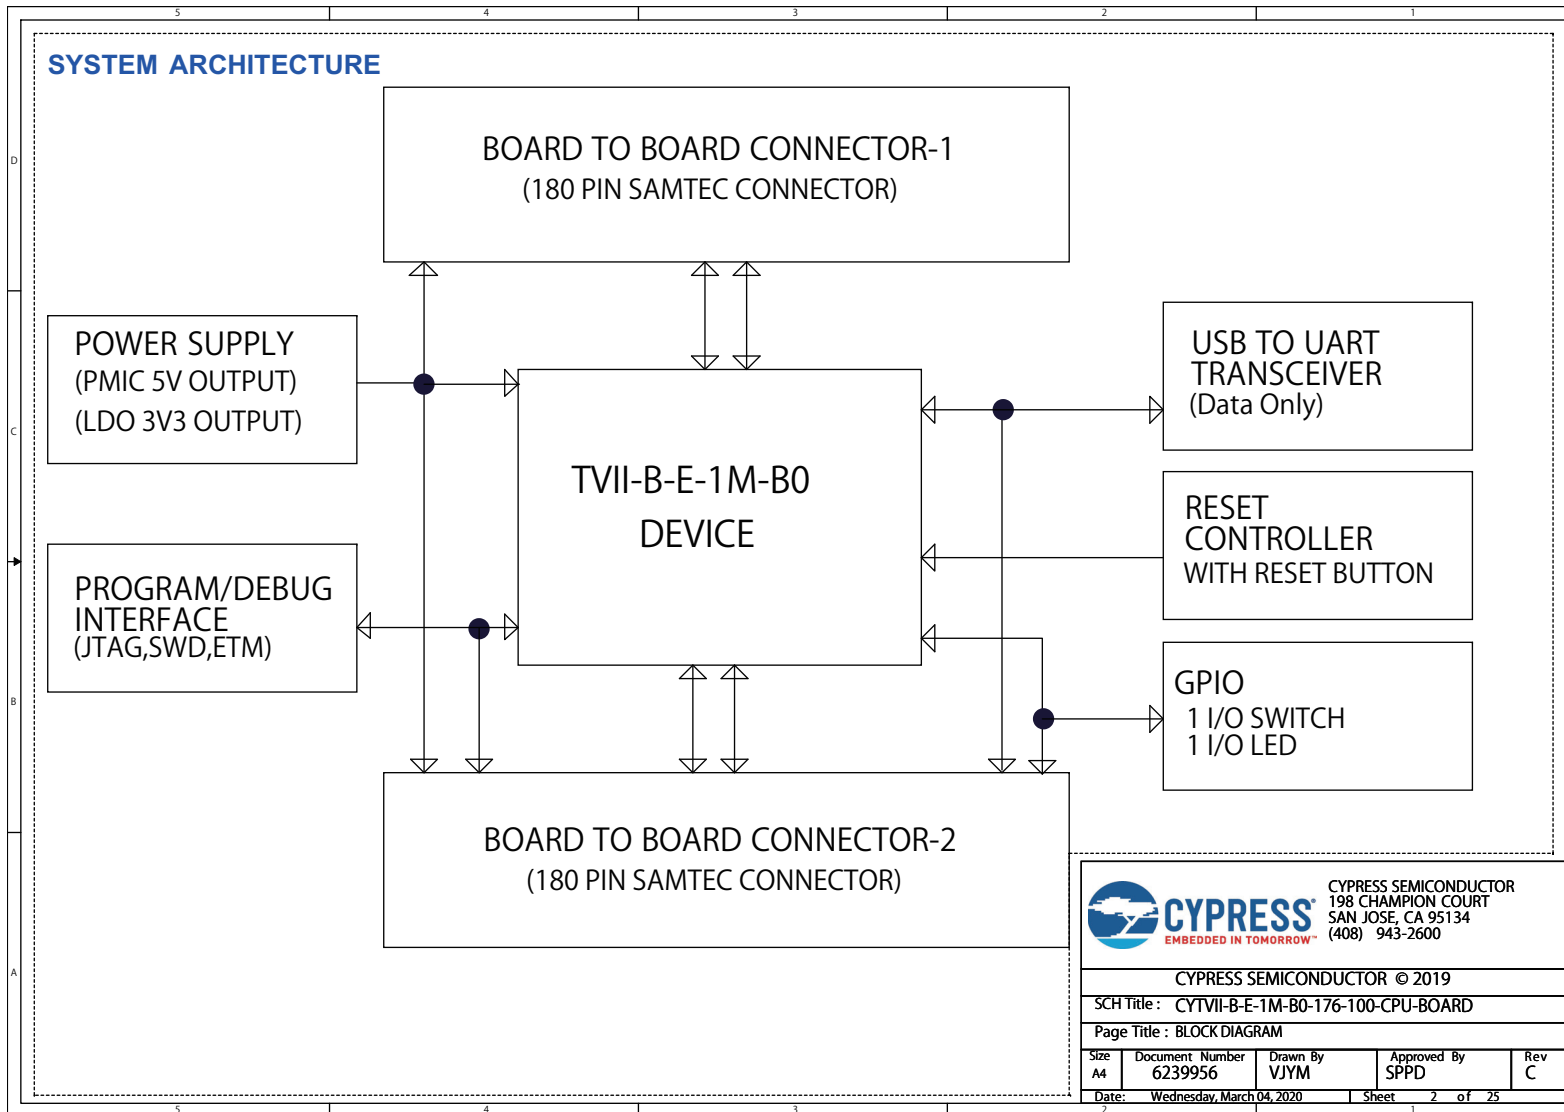 5 4 3 2 1
SYSTEM ARCHITECTURE
D
BOARD TO BOARD CONNECTOR-1
(180 PIN SAMTEC CONNECTOR)
POWER SUPPLY
(PMIC 5V OUTPUT)
(LDO 3V3 OUTPUT)
USB TO UART
TRANSCEIVER
(Data Only)
C
TVII-B-E-1M-B0
DEVICE
RESET
CONTROLLER
WITH RESET BUTTON
PROGRAM/DEBUG
INTERFACE
(JTAG,SWD,ETM)
GPIO
1 I/O SWITCH
1 I/O LED
B
BOARD TO BOARD CONNECTOR-2
(180 PIN SAMTEC CONNECTOR)
A
CYPRESS®
EMBEDDED IN TOMORROW™
CYPRESS SEMICONDUCTOR
198 CHAMPION COURT
SAN JOSE, CA 95134
(408) 943-2600
CYPRESS SEMICONDUCTOR © 2019
SCH Title : CYTVII-B-E-1M-B0-176-100-CPU-BOARD
Page Title : BLOCK DIAGRAM
Size Document Number Drawn By Approved By Rev
A4 6239956 VJYM SPPD C
Date: Wednesday, March 04, 2020 Sheet 2 of 25
5 4 3 2 1